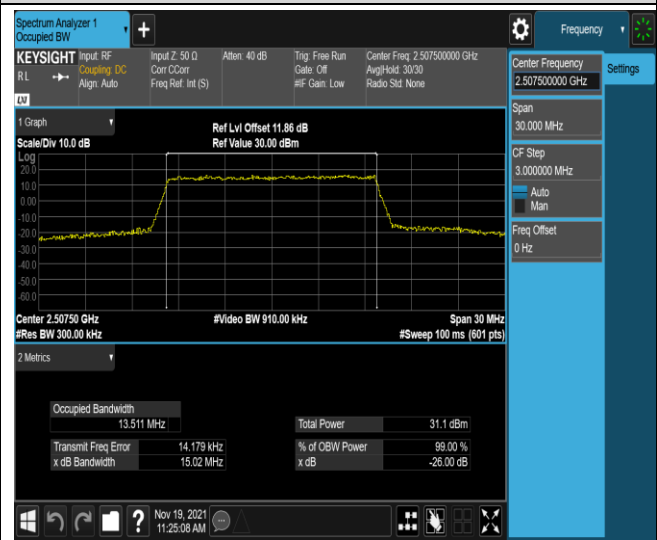 Spectrum Analyzer 1
Occupied BW
Frequency
KEYSIGHT
Input: RF
Input Z: 50 Ω
Atten: 40 dB
Trig: Free Run
Center Freq: 2.507500000 GHz
RL
Coupling: DC
Corr CCorr
Gate: Off
Avg|Hold: 30/30
Align: Auto
Freq Ref: Int (S)
#IF Gain: Low
Radio Std: None
LXI
Center Frequency
2.507500000 GHz
Settings
Span
30.000 MHz
CF Step
3.000000 MHz
Auto
Man
Freq Offset
0 Hz
1 Graph
Ref Lvl Offset 11.86 dB
Scale/Div 10.0 dB
Ref Value 30.00 dBm
Log
20.0
10.0
0.00
-10.0
-20.0
-30.0
-40.0
-50.0
-60.0
Center 2.50750 GHz
#Video BW 910.00 kHz
Span 30 MHz
#Res BW 300.00 kHz
#Sweep 100 ms (601 pts)
2 Metrics
Occupied Bandwidth
13.511 MHz
Total Power
31.1 dBm
Transmit Freq Error
14.179 kHz
% of OBW Power
99.00 %
x dB Bandwidth
15.02 MHz
x dB
-26.00 dB
Nov 19, 2021
11:25:08 AM